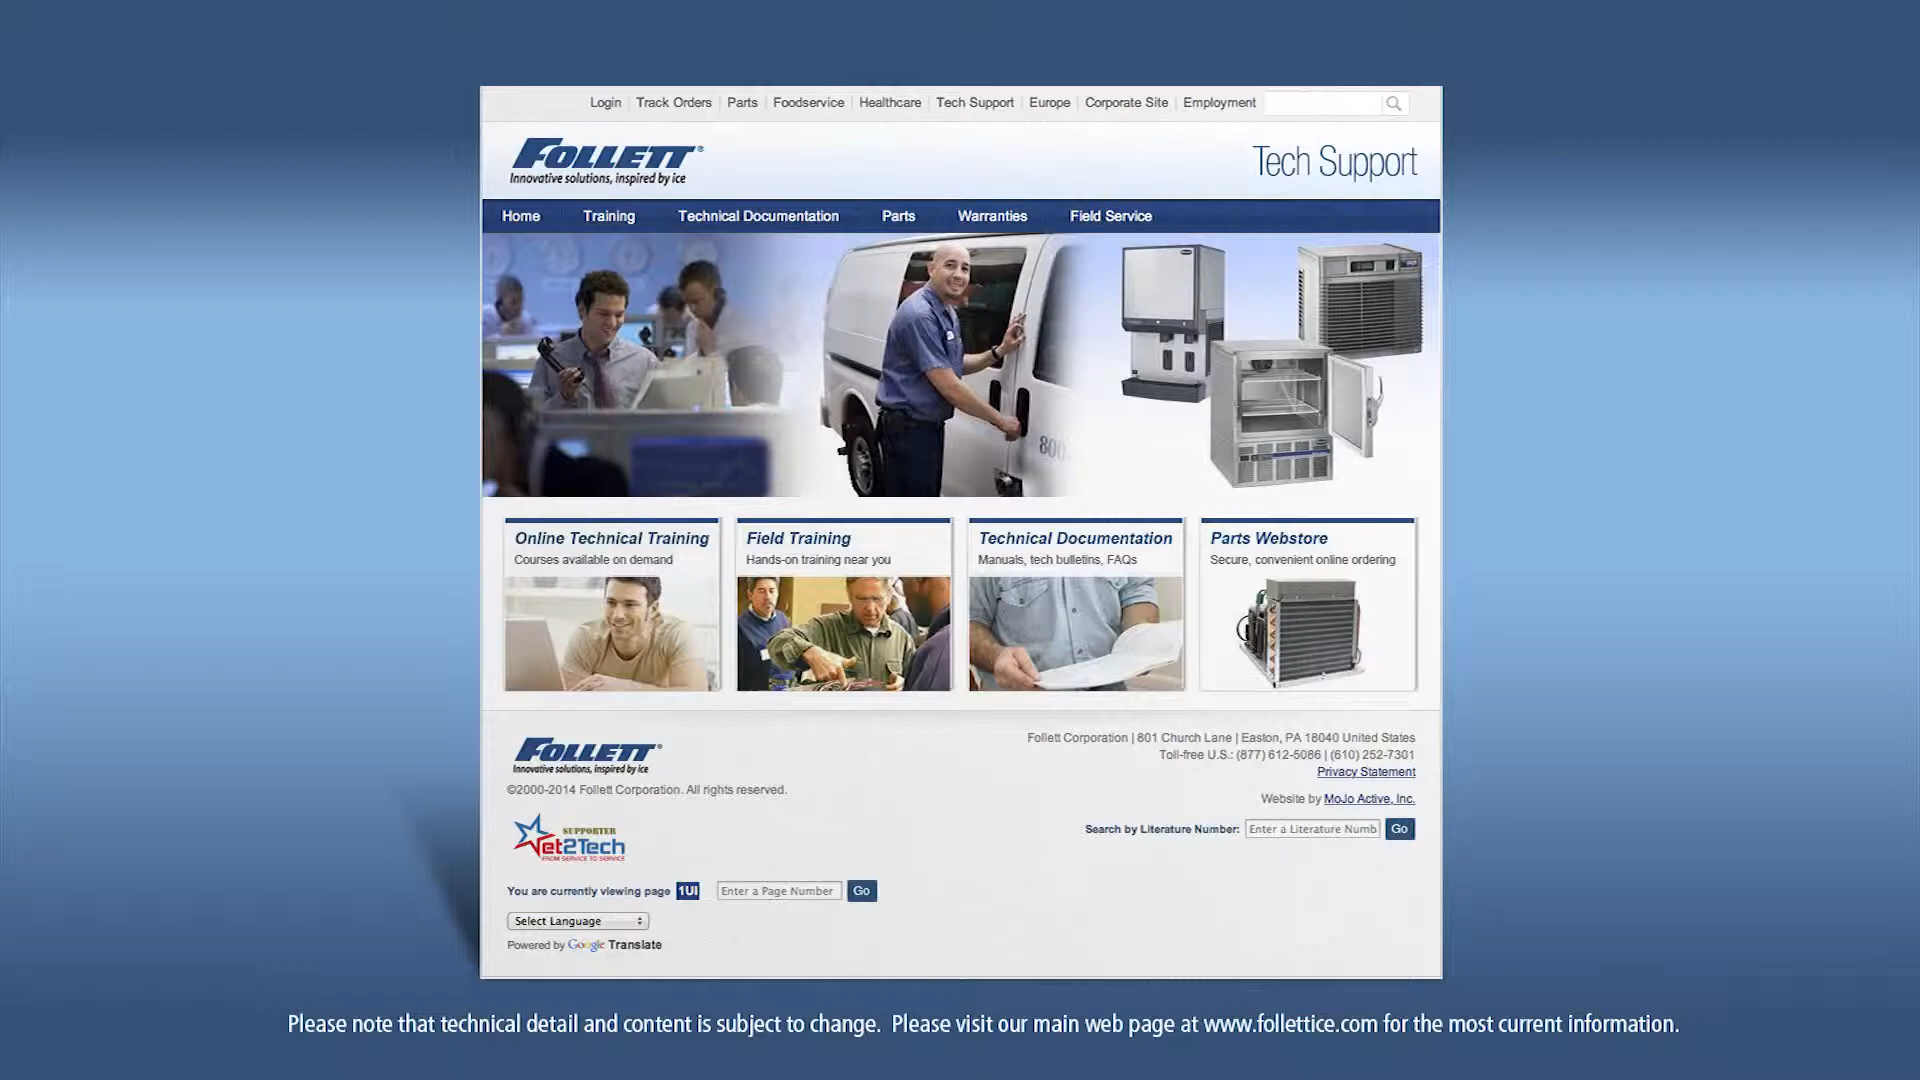 Login Track Orders Parts Foodservice Healthcare Tech Support Europe Corporate Site Employment
FOLLETT®
Innovative solutions, inspired by ice
Tech Support
Home Training Technical Documentation Parts Warranties Field Service
800
Online Technical Training
Courses available on demand
Field Training
Hands-on training near you
Technical Documentation
Manuals, tech bulletins, FAQs
Parts Webstore
Secure, convenient online ordering
FOLLETT®
Innovative solutions, inspired by ice
©2000-2014 Follett Corporation. All rights reserved.
Follett Corporation | 801 Church Lane | Easton, PA 18040 United States
Toll-free U.S.: (877) 612-5086 | (610) 252-7301
Privacy Statement
Website by MoJo Active, Inc.
Search by Literature Number: Enter a Literature Numb Go
SUPPORTER
Vet2Tech
FROM SERVICE TO SERVICE
You are currently viewing page 1UI Enter a Page Number Go
Select Language
Powered by Google Translate
Please note that technical detail and content is subject to change. Please visit our main web page at www.follettice.com for the most current information.